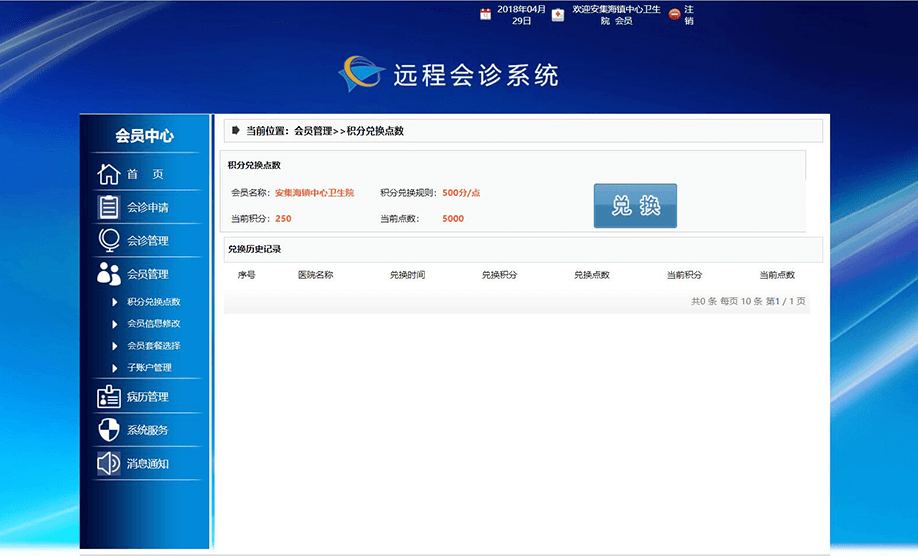 2018年04月29日
欢迎安集海镇中心卫生院 会员
注销
远程会诊系统
会员中心
首 页
会诊申请
会诊管理
会员管理
积分兑换点数
会员信息修改
会员套餐选择
子账户管理
病历管理
系统服务
消息通知
当前位置：会员管理>>积分兑换点数
积分兑换点数
会员名称：安集海镇中心卫生院 积分兑换规则：500分/点
当前积分：250 当前点数：5000
兑 换
兑换历史记录
序号 医院名称 兑换时间 兑换积分 兑换点数 当前积分 当前点数
共0 条 每页 10 条 第1 / 1 页